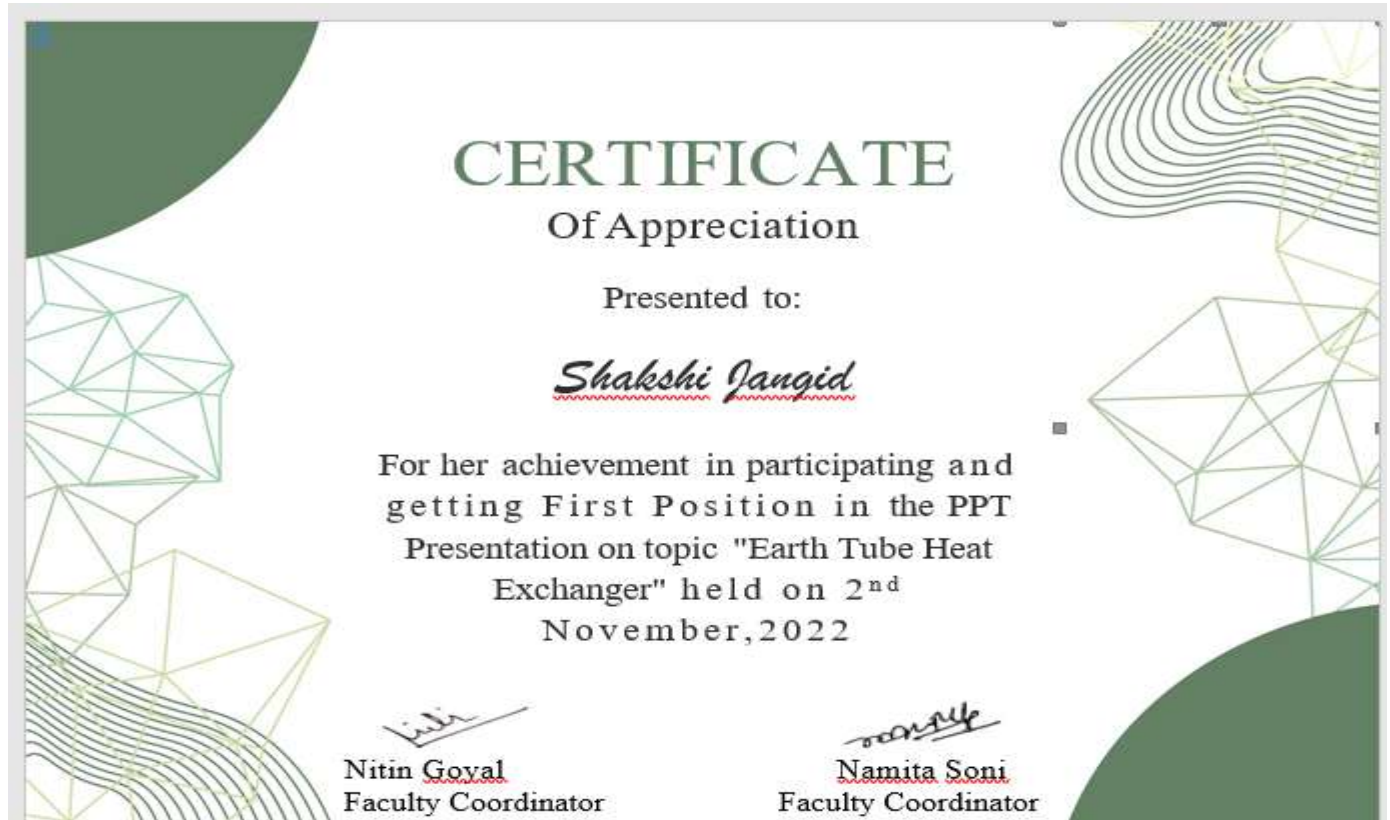 CERTIFICATE
Of Appreciation
Presented to:
Shakshi Jangid
For her achievement in participating and
getting First Position in the PPT
Presentation on topic "Earth Tube Heat
Exchanger" held on 2nd
November,2022
Nitin Goyal
Namita Soni
Faculty Coordinator
Faculty Coordinator